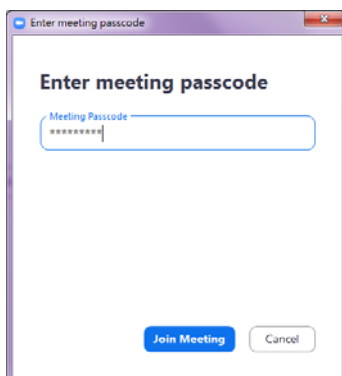 Enter meeting passcode
Enter meeting passcode
Meeting Passcode
*********
Join Meeting
Cancel